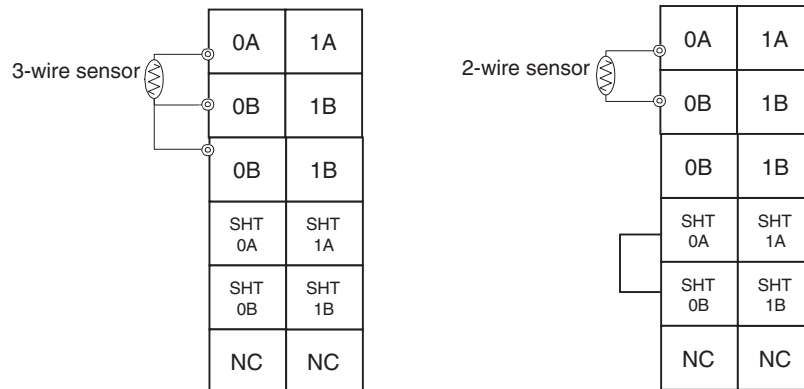 3-wire sensor
0A 1A
0B 1B
0B 1B
SHT 0A SHT 1A
SHT 0B SHT 1B
NC NC
2-wire sensor
0A 1A
0B 1B
0B 1B
SHT 0A SHT 1A
SHT 0B SHT 1B
NC NC